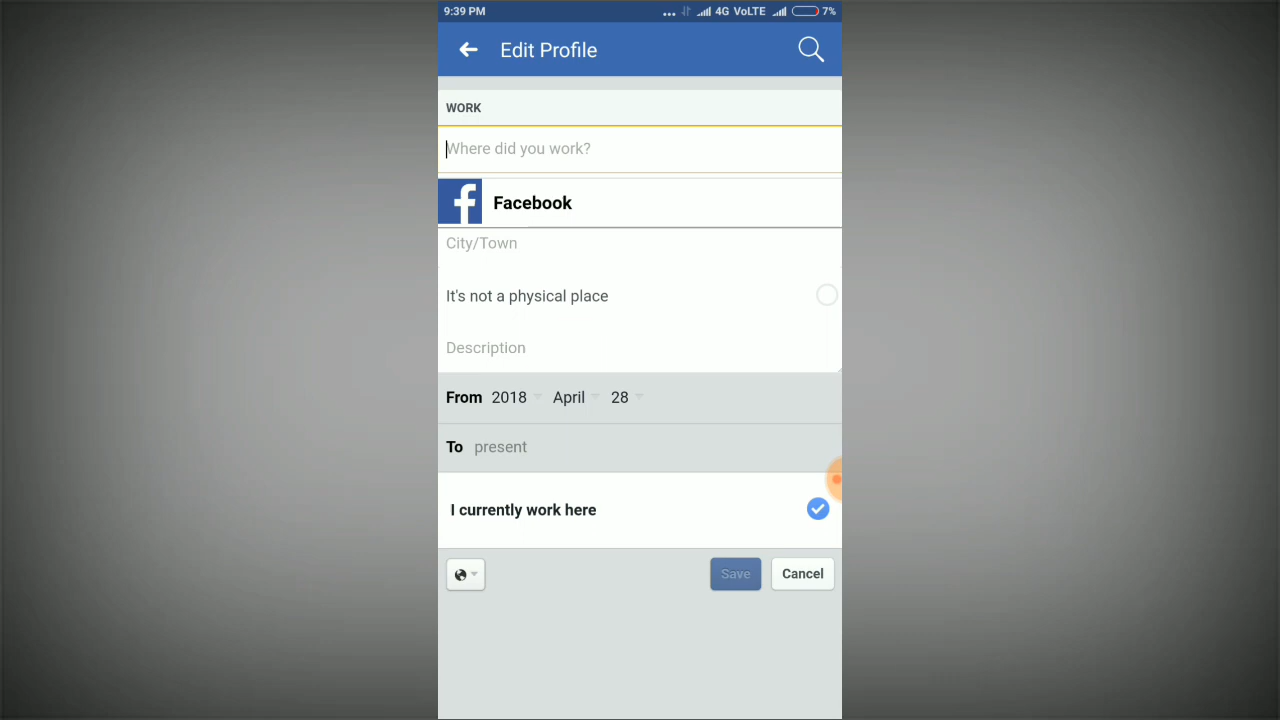 9:39 PM ... 4G VoLTE 7%
Edit Profile
WORK
Where did you work?
f Facebook
City/Town
It's not a physical place
Description
From 2018 April 28
To present
I currently work here
Save Cancel